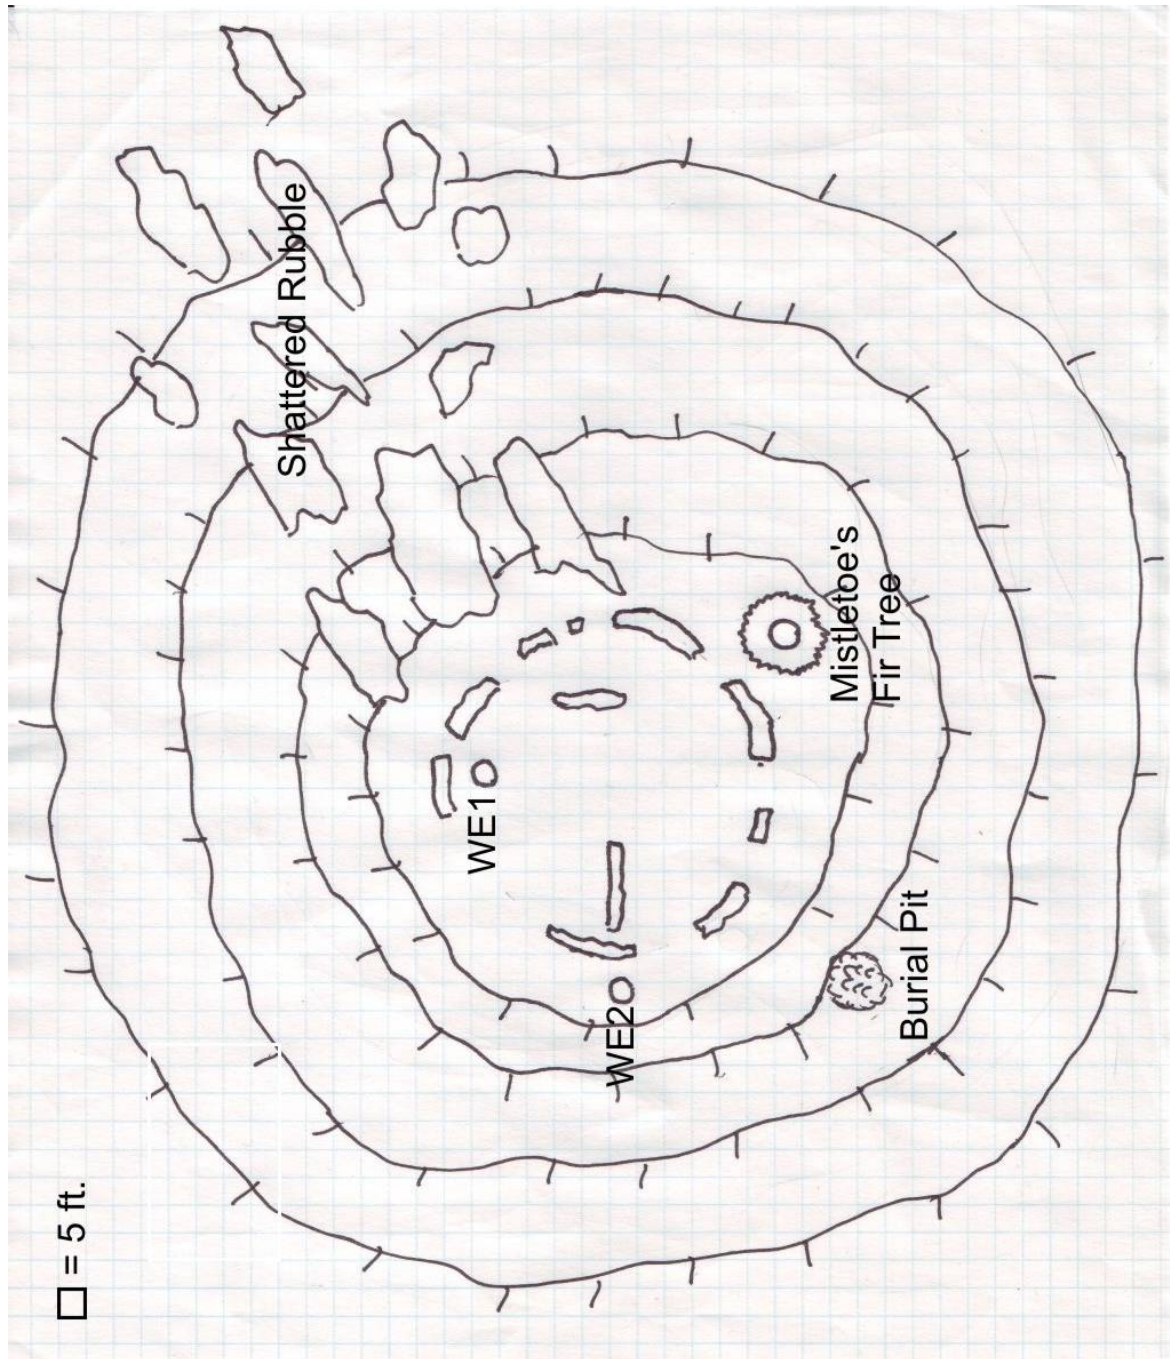 □ = 5 ft.
Shattered Rubble
WE1
WE2
Mistletoe's
Fir Tree
Burial Pit